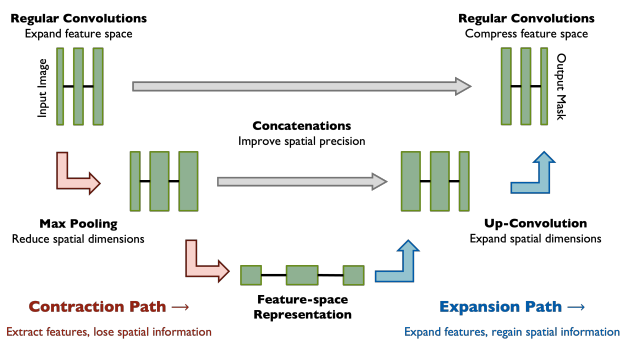 Regular Convolutions
Expand feature space
Regular Convolutions
Compress feature space
Input Image
Output Mask
Concatenations
Improve spatial precision
Max Pooling
Reduce spatial dimensions
Up-Convolution
Expand spatial dimensions
Feature-space
Representation
Contraction Path →
Extract features, lose spatial information
Expansion Path →
Expand features, regain spatial information